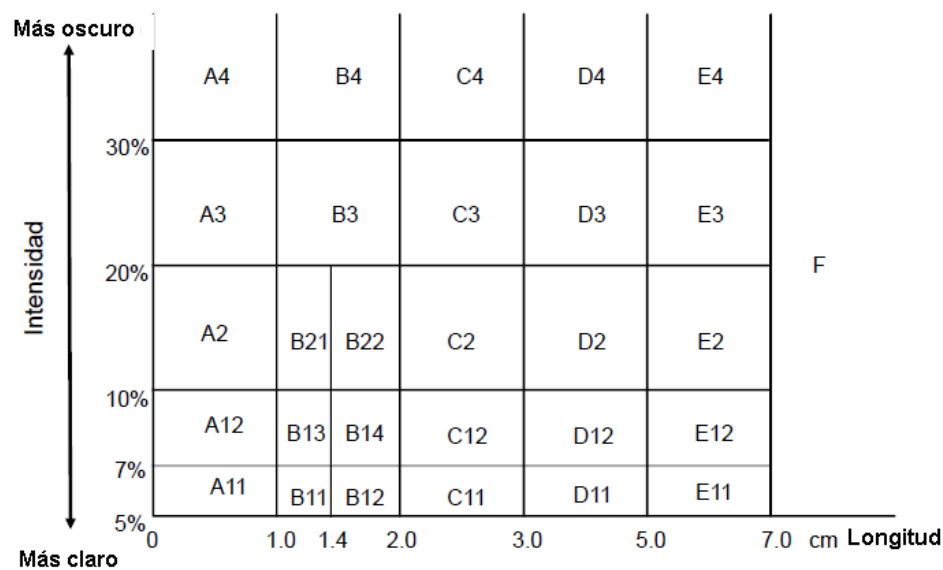 Más oscuro
A4 B4 C4 D4 E4
30%
A3 B3 C3 D3 E3
20%
F
Intensidad
A2 B21 B22 C2 D2 E2
10%
A12 B13 B14 C12 D12 E12
7%
A11 B11 B12 C11 D11 E11
5%
0 1.0 1.4 2.0 3.0 5.0 7.0 cm Longitud
Más claro